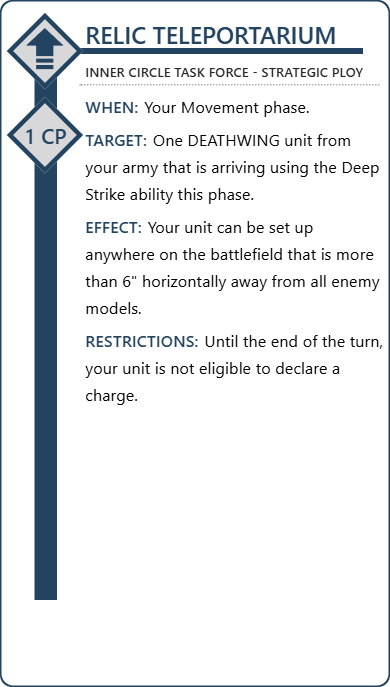 RELIC TELEPORTARIUM
INNER CIRCLE TASK FORCE - STRATEGIC PLOY
1 CP
WHEN: Your Movement phase.
TARGET: One DEATHWING unit from
your army that is arriving using the Deep
Strike ability this phase.
EFFECT: Your unit can be set up
anywhere on the battlefield that is more
than 6" horizontally away from all enemy
models.
RESTRICTIONS: Until the end of the turn,
your unit is not eligible to declare a
charge.